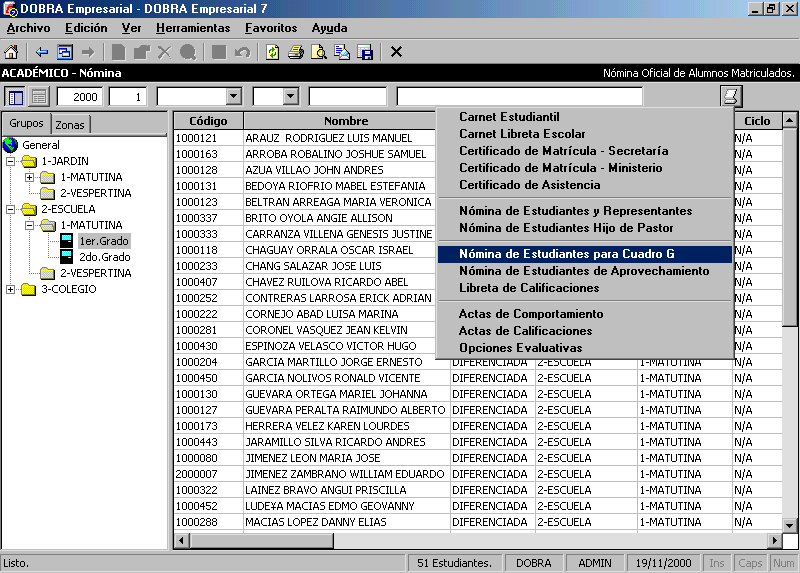 DOBRA Empresarial - DOBRA Empresarial 7
Archivo Edición Ver Herramientas Favoritos Ayuda
ACADÉMICO - Nómina
Nómina Oficial de Alumnos Matriculados.
2000 1
Grupos Zonas
General
1-JARDIN
1-MATUTINA
2-VESPERTINA
2-ESCUELA
1-MATUTINA
1er.Grado
2do.Grado
2-VESPERTINA
3-COLEGIO
Código Nombre Ciclo
1000121 ARAUZ RODRIGUEZ LUIS MANUEL N/A
1000163 ARROBA ROBALINO JOSHUE SAMUEL N/A
1000128 AZUA VILLAO JOHN ANDRES N/A
1000131 BEDOYA RIOFRIO MABEL ESTEFANIA N/A
1000123 BELTRAN ARREAGA MARIA VERONICA N/A
1000337 BRITO OYOLA ANGIE ALLISON N/A
1000333 CARRANZA VILLENA GENESIS JUSTINE N/A
1000118 CHAGUAY ORRALA OSCAR ISRAEL N/A
1000233 CHANG SALAZAR JOSE LUIS N/A
1000407 CHAVEZ RUILOVA RICARDO ABEL N/A
1000252 CONTRERAS LARROSA ERICK ADRIAN N/A
1000222 CORNEJO ABAD LUISA MARINA N/A
1000281 CORONEL VASQUEZ JEAN KELVIN N/A
1000430 ESPINOZA VELASCO VICTOR HUGO N/A
1000204 GARCIA MARTILLO JORGE ERNESTO DIFERENCIADA 2-ESCUELA 1-MATUTINA N/A
1000450 GARCIA NOLIVOS RONALD VICENTE DIFERENCIADA 2-ESCUELA 1-MATUTINA N/A
1000130 GUEVARA ORTEGA MARIEL JOHANNA DIFERENCIADA 2-ESCUELA 1-MATUTINA N/A
1000127 GUEVARA PERALTA RAIMUNDO ALBERTO DIFERENCIADA 2-ESCUELA 1-MATUTINA N/A
1000173 HERRERA VELEZ KAREN LOURDES DIFERENCIADA 2-ESCUELA 1-MATUTINA N/A
1000443 JARAMILLO SILVA RICARDO ANDRES DIFERENCIADA 2-ESCUELA 1-MATUTINA N/A
1000080 JIMENEZ LEON MARIA JOSE DIFERENCIADA 2-ESCUELA 1-MATUTINA N/A
2000007 JIMENEZ ZAMBRANO WILLIAM EDUARDO DIFERENCIADA 2-ESCUELA 1-MATUTINA N/A
1000322 LAINEZ BRAVO ANGUI PRISCILLA DIFERENCIADA 2-ESCUELA 1-MATUTINA N/A
1000452 LUDE¥A MACIAS EDMO GEOVANNY DIFERENCIADA 2-ESCUELA 1-MATUTINA N/A
1000288 MACIAS LOPEZ DANNY ELIAS DIFERENCIADA 2-ESCUELA 1-MATUTINA N/A
Carnet Estudiantil
Carnet Libreta Escolar
Certificado de Matrícula - Secretaría
Certificado de Matrícula - Ministerio
Certificado de Asistencia
Nómina de Estudiantes y Representantes
Nómina de Estudiantes Hijo de Pastor
Nómina de Estudiantes para Cuadro G
Nómina de Estudiantes de Aprovechamiento
Libreta de Calificaciones
Actas de Comportamiento
Actas de Calificaciones
Opciones Evaluativas
Listo. 51 Estudiantes. DOBRA ADMIN 19/11/2000 Ins Caps Num